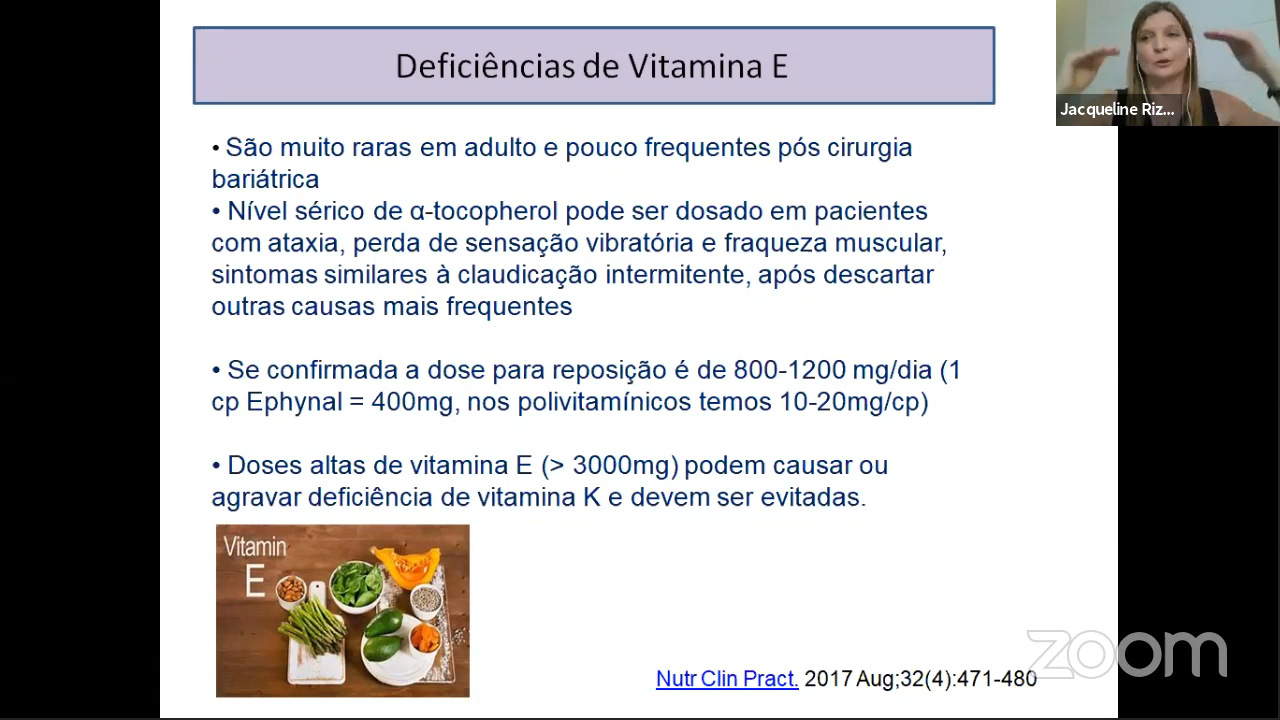 Deficiências de Vitamina E
Jacqueline Riz...
• São muito raras em adulto e pouco frequentes pós cirurgia
bariátrica
• Nível sérico de α-tocopherol pode ser dosado em pacientes
com ataxia, perda de sensação vibratória e fraqueza muscular,
sintomas similares à claudicação intermitente, após descartar
outras causas mais frequentes
• Se confirmada a dose para reposição é de 800-1200 mg/dia (1
cp Ephynal = 400mg, nos polivitamínicos temos 10-20mg/cp)
• Doses altas de vitamina E (> 3000mg) podem causar ou
agravar deficiência de vitamina K e devem ser evitadas.
Vitamin
E
Nutr Clin Pract. 2017 Aug;32(4):471-480
zoom